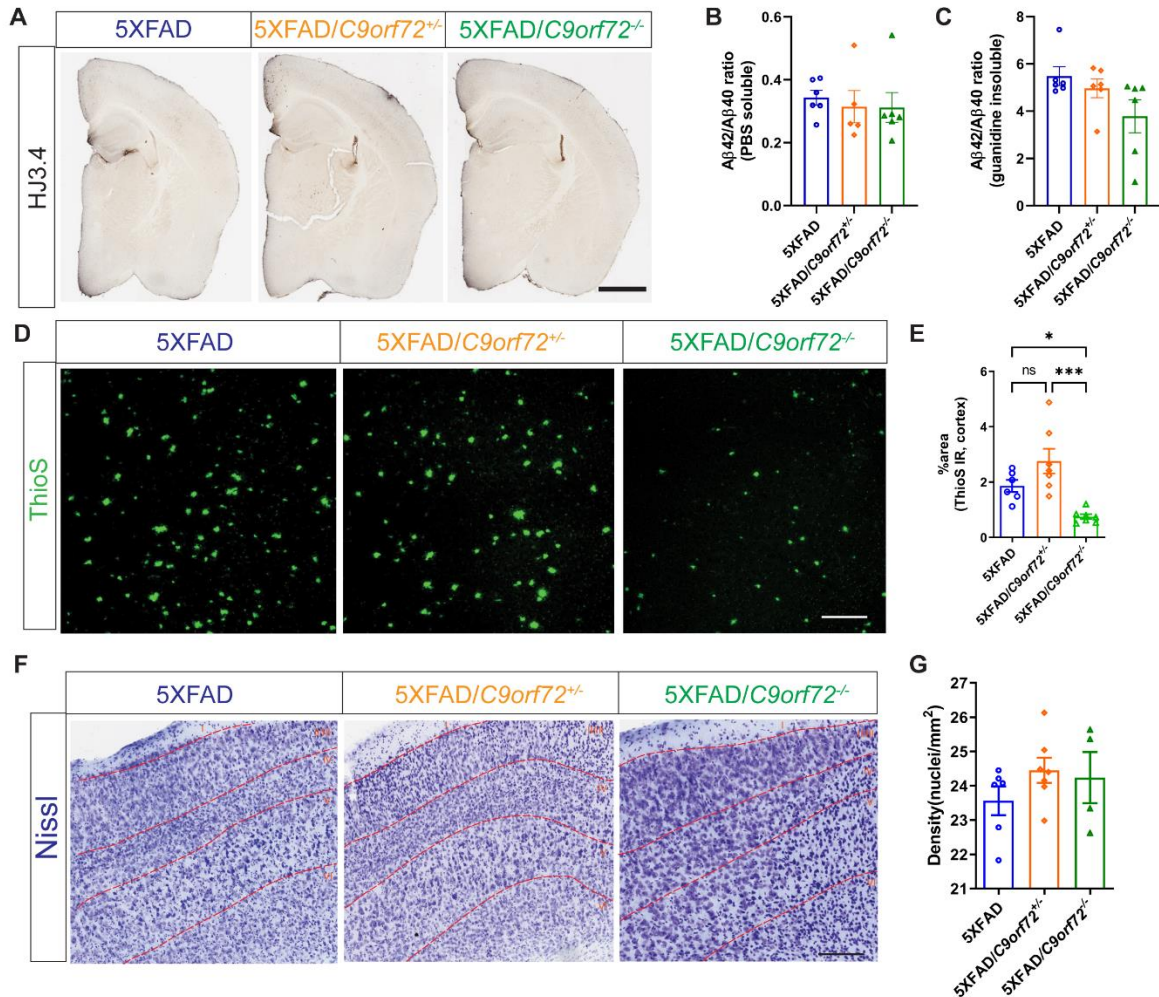 A
5XFAD
5XFAD/C9orf72+/-
5XFAD/C9orf72-/-
HJ3.4
B
Aβ42/Aβ40 ratio
(PBS soluble)
0.6
0.4
0.2
0.0
5XFAD
5XFAD/C9orf72+/-
5XFAD/C9orf72-/-
C
Aβ42/Aβ40 ratio
(guanidine insoluble)
8
6
4
2
0
5XFAD
5XFAD/C9orf72+/-
5XFAD/C9orf72-/-
D
5XFAD
5XFAD/C9orf72+/-
5XFAD/C9orf72-/-
ThioS
E
*
ns
***
%area
(ThioS IR, cortex)
6
4
2
0
5XFAD
5XFAD/C9orf72+/-
5XFAD/C9orf72-/-
F
5XFAD
5XFAD/C9orf72+/-
5XFAD/C9orf72-/-
Nissl
G
Density(nuclei/mm2)
27
26
25
24
23
22
21
5XFAD
5XFAD/C9orf72+/-
5XFAD/C9orf72-/-